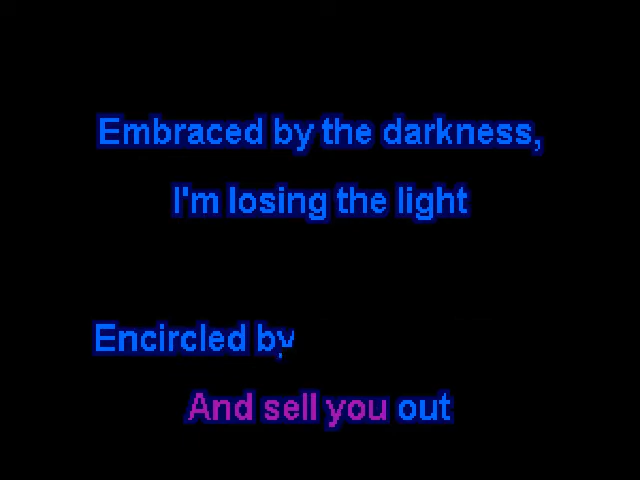 Embraced by the darkness,
I'm losing the light
Encircled by
And sell you out